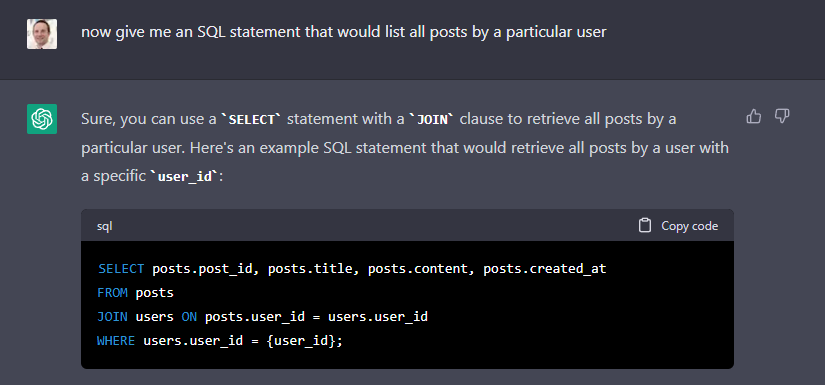 now give me an SQL statement that would list all posts by a particular user
Sure, you can use a `SELECT` statement with a `JOIN` clause to retrieve all posts by a
particular user. Here's an example SQL statement that would retrieve all posts by a user with
a specific `user_id`:
sql
Copy code
SELECT posts.post_id, posts.title, posts.content, posts.created_at
FROM posts
JOIN users ON posts.user_id = users.user_id
WHERE users.user_id = {user_id};